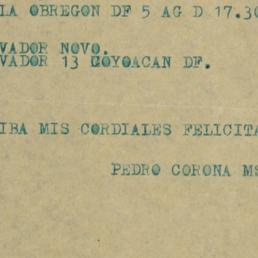 LA OBREGON DF 5 AG D 17.30
VADOR NOVO.
VADOR 13 COYOACAN DF.
IBA MIS CORDIALES FELICITA
PEDRO CORONA MS